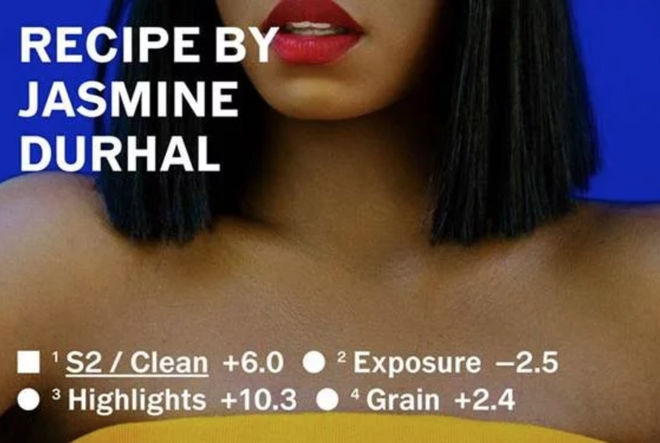 RECIPE BY
JASMINE
DURHAL
¹ S2 / Clean +6.0 ² Exposure –2.5
³ Highlights +10.3 ⁴ Grain +2.4